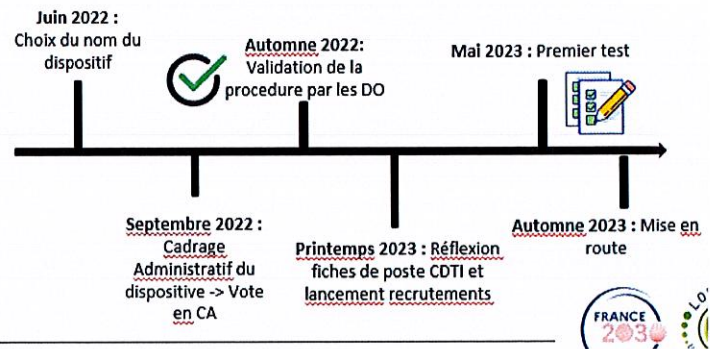 Juin 2022 :
Choix du nom du
dispositif
Automne 2022:
Validation de la
procedure par les DO
Mai 2023 : Premier test
Septembre 2022 :
Cadrage
Administratif du
dispositive -> Vote
en CA
Printemps 2023 : Réflexion
fiches de poste CDTI et
lancement recrutements
Automne 2023 : Mise en
route
FRANCE
2030
LO